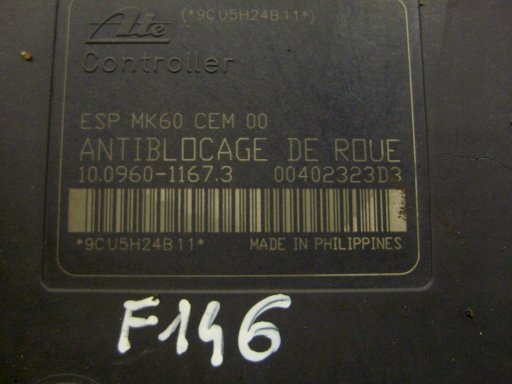 (*9CU5H24B11*)
Ate
Controller
ESP MK60 CEM 00
ANTIBLOCAGE DE ROUE
10.0960-1167.3 00402323D3
*9CU5H24B11* MADE IN PHILIPPINES
F146